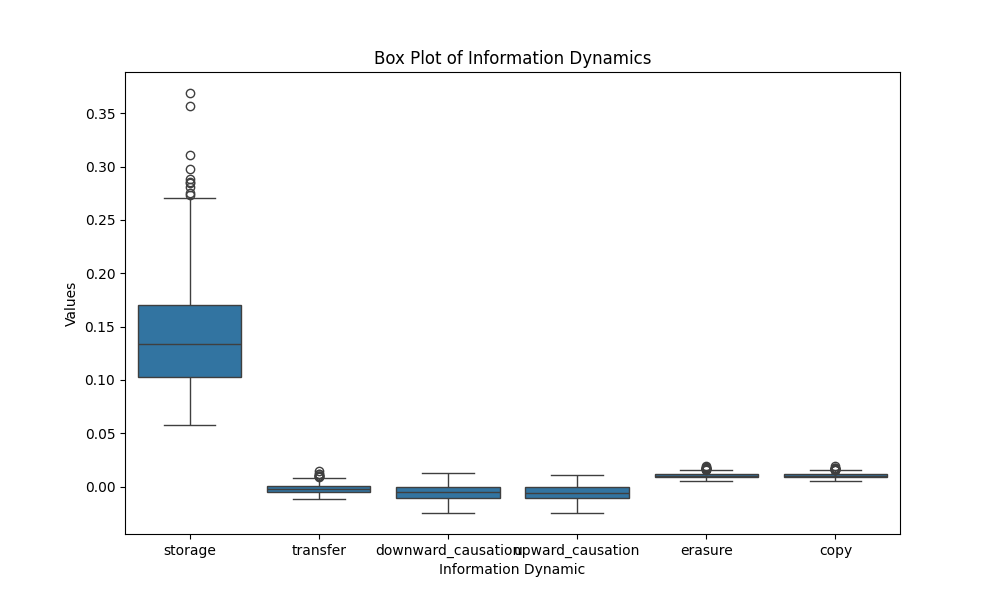 Box Plot of Information Dynamics
Values
0.35
0.30
0.25
0.20
0.15
0.10
0.05
0.00
storage transfer downward_causation upward_causation erasure copy
Information Dynamic